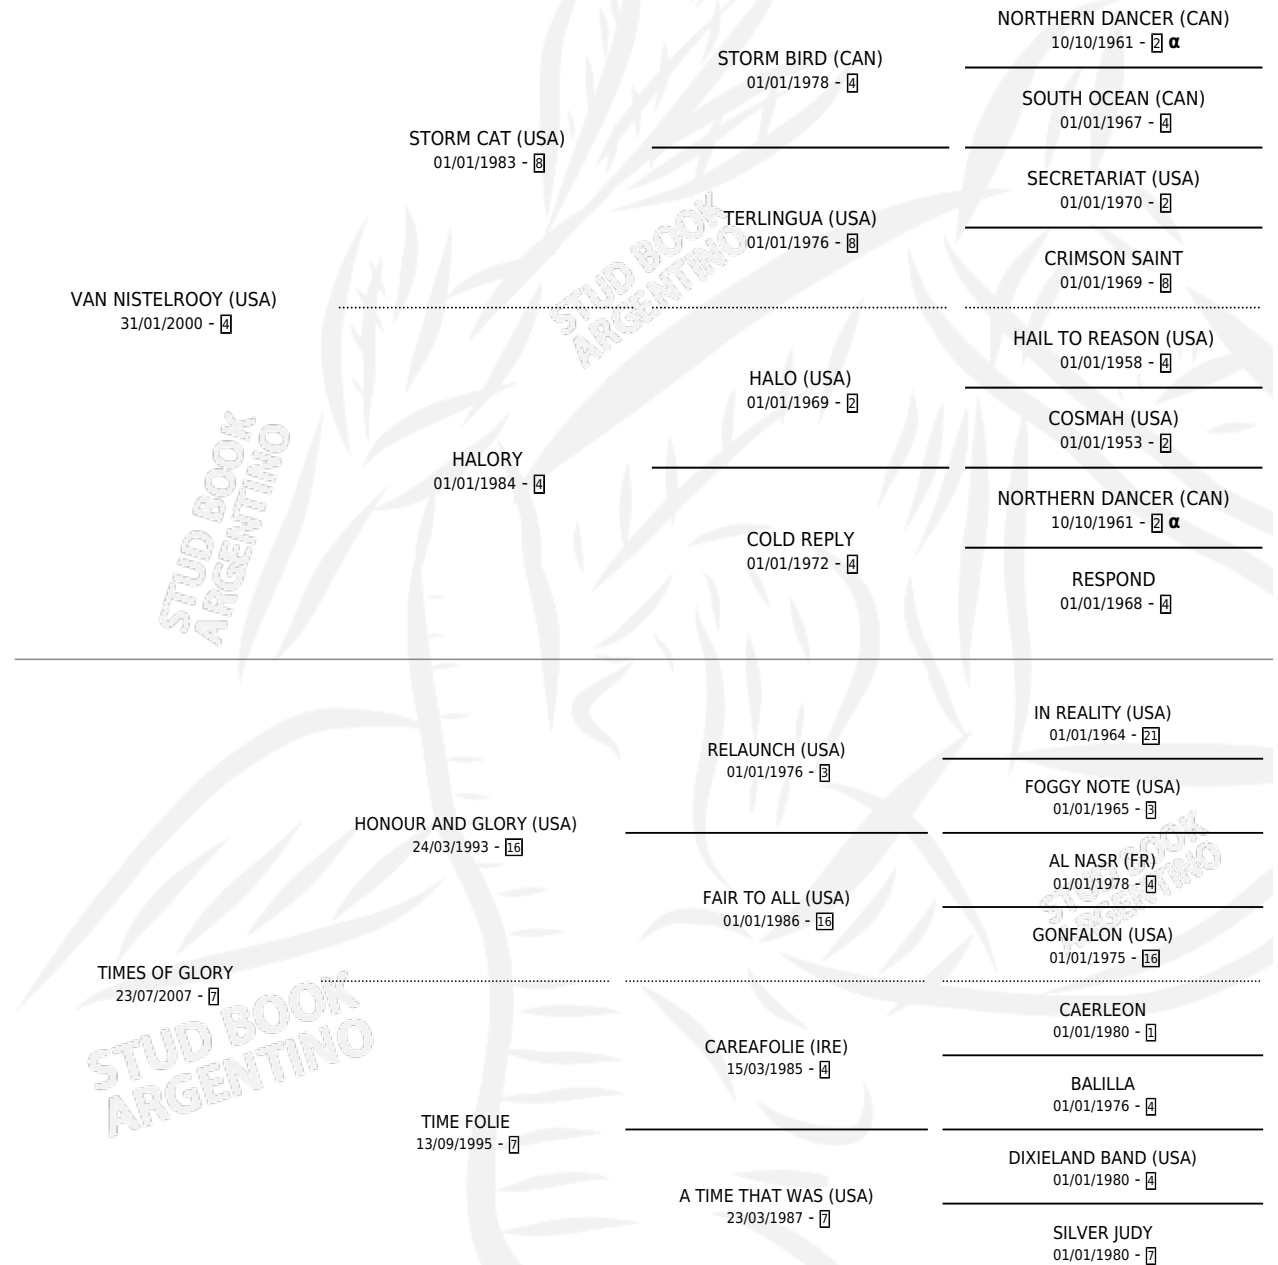 NORTHERN DANCER (CAN)
10/10/1961 - 2 α
STORM BIRD (CAN)
01/01/1978 - 4
SOUTH OCEAN (CAN)
01/01/1967 - 4
STORM CAT (USA)
01/01/1983 - 8
SECRETARIAT (USA)
01/01/1970 - 2
TERLINGUA (USA)
01/01/1976 - 8
CRIMSON SAINT
01/01/1969 - 8
VAN NISTELROOY (USA)
31/01/2000 - 4
HAIL TO REASON (USA)
01/01/1958 - 4
HALO (USA)
01/01/1969 - 2
COSMAH (USA)
01/01/1953 - 2
HALORY
01/01/1984 - 4
NORTHERN DANCER (CAN)
10/10/1961 - 2 α
COLD REPLY
01/01/1972 - 4
RESPOND
01/01/1968 - 4
IN REALITY (USA)
01/01/1964 - 21
RELAUNCH (USA)
01/01/1976 - 3
FOGGY NOTE (USA)
01/01/1965 - 3
HONOUR AND GLORY (USA)
24/03/1993 - 16
AL NASR (FR)
01/01/1978 - 4
FAIR TO ALL (USA)
01/01/1986 - 16
GONFALON (USA)
01/01/1975 - 16
TIMES OF GLORY
23/07/2007 - 7
CAERLEON
01/01/1980 - 1
CAREAFOLIE (IRE)
15/03/1985 - 4
BALILLA
01/01/1976 - 4
TIME FOLIE
13/09/1995 - 7
DIXIELAND BAND (USA)
01/01/1980 - 4
A TIME THAT WAS (USA)
23/03/1987 - 7
SILVER JUDY
01/01/1980 - 7
STUD BOOK
ARGENTINO
STUD BOOK
ARGENTINO
STUD BOOK
ARGENTINO
STUD BOOK
ARGENTINO